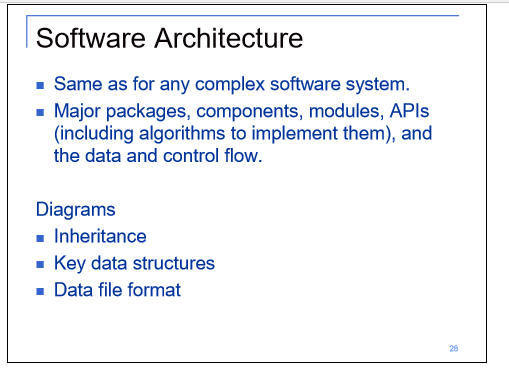 Software Architecture
Same as for any complex software system.
Major packages, components, modules, APIs
(including algorithms to implement them), and
the data and control flow.
Diagrams
Inheritance
Key data structures
Data file format
28